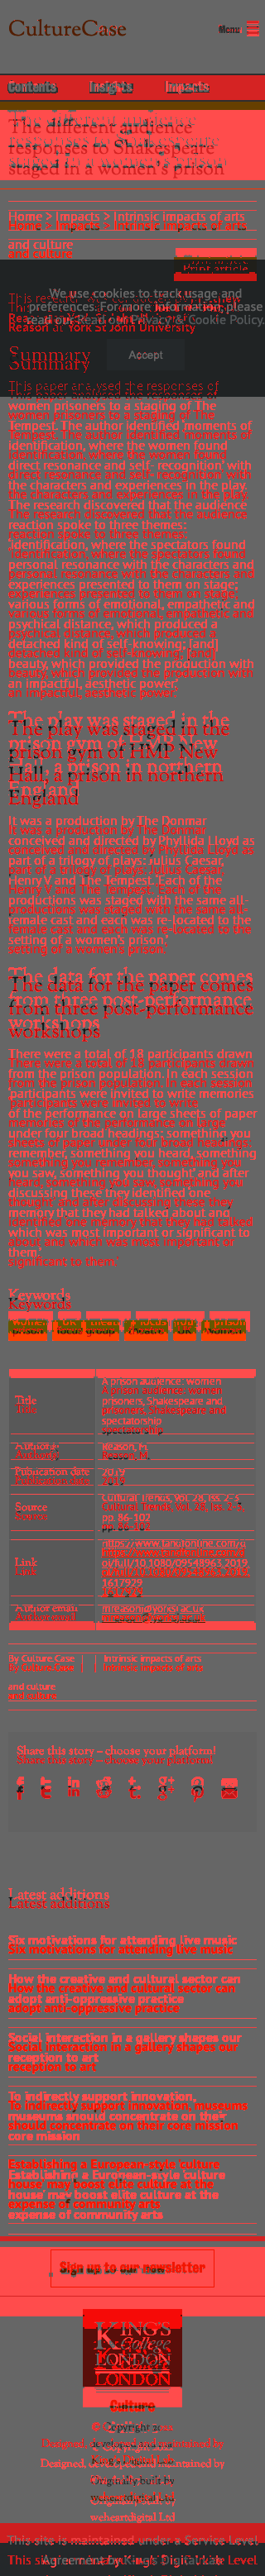 CultureCase
Menu
Contents Insights Impacts
The different audience
responses to Shakespeare
staged in a women's prison
Home > Impacts > Intrinsic impacts of arts
and culture
Print article
We use cookies to track usage and
preferences. For more information, please
read our Privacy & Cookie Policy.
Reason at York St John University
Accept
Summary
This paper analysed the responses of
women prisoners to a staging of The
Tempest. The author identified 'moments of
identification, where the women found
direct resonance and self- recognition' with
the characters and experiences in the play.
The research discovered that the audience
reaction spoke to three themes:
'identification, where the spectators found
personal resonance with the characters and
experiences presented to them on stage;
various forms of emotional, empathetic and
psychical distance, which produced a
detached kind of self-knowing; [and]
beauty, which provided the production with
an impactful, aesthetic power.'
The play was staged in the
prison gym of HMP New
Hall, a prison in northern
England
It was a production by The Donmar
conceived and directed by Phyllida Lloyd as
part of a trilogy of plays: Julius Caesar,
Henry V and The Tempest. 'Each of the
productions was staged with the same all-
female cast and each was re-located to the
setting of a women's prison.'
The data for the paper comes
from three post-performance
workshops
There were a total of 18 participants drawn
from the prison population. In each session
'participants were invited to write memories
of the performance on large sheets of paper
under four broad headings; something you
remember, something you heard, something
you saw, something you thought' and after
discussing these they 'identified one
memory that they had talked about and
which was most important or significant to
them.'
Keywords
prison focus group theatre UK women
Title
A prison audience: women
prisoners, Shakespeare and
spectatorship
Author(s)
Reason, M.
Publication date
2019
Source
Cultural Trends, Vol. 28, Iss. 2-3,
pp. 86-102
Link
https://www.tandfonline.com/d
oi/full/10.1080/09548963.2019.
1617929
Author email
m.reason@yorksj.ac.uk
By Culture Case | Intrinsic impacts of arts
and culture
Share this story – choose your platform!
Latest additions
Six motivations for attending live music
How the creative and cultural sector can
adopt anti-oppressive practice
Social interaction in a gallery shapes our
reception to art
To indirectly support innovation,
museums should concentrate on their
core mission
Establishing a European-style 'culture
house' may boost elite culture at the
expense of community arts
Sign up to our newsletter
KING'S
College
LONDON
Culture
Designed, developed and maintained by
King's Digital Lab
Originally built by
weheartdigital Ltd
This site is maintained under a Service Level
Agreement by King's Digital Lab